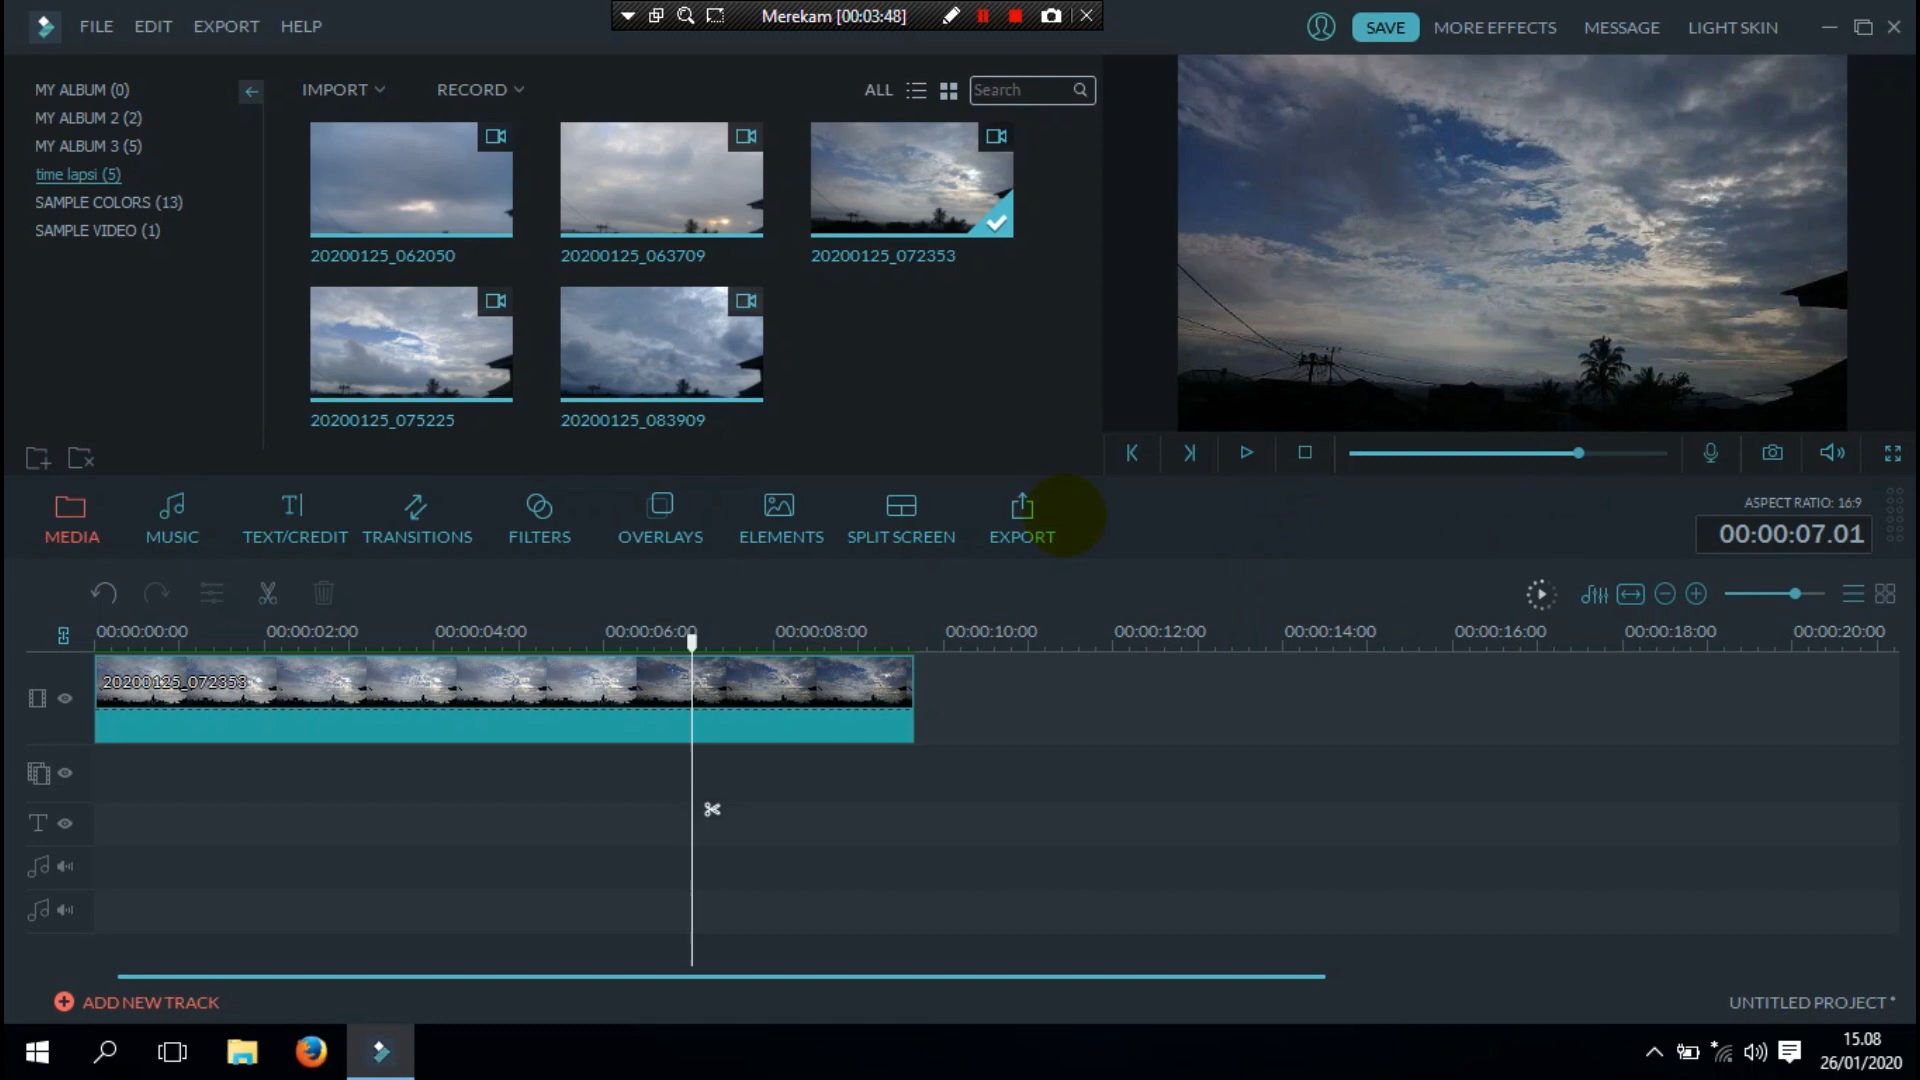 FILE EDIT EXPORT HELP
Merekam [00:03:48]
SAVE MORE EFFECTS MESSAGE LIGHT SKIN
MY ALBUM (0)
MY ALBUM 2 (2)
MY ALBUM 3 (5)
time lapsi (5)
SAMPLE COLORS (13)
SAMPLE VIDEO (1)
IMPORT RECORD ALL Search
20200125_062050 20200125_063709 20200125_072353
20200125_075225 20200125_083909
MEDIA MUSIC TEXT/CREDIT TRANSITIONS FILTERS OVERLAYS ELEMENTS SPLIT SCREEN EXPORT
ASPECT RATIO: 16:9
00:00:07.01
00:00:00:00 00:00:02:00 00:00:04:00 00:00:06:00 00:00:08:00 00:00:10:00 00:00:12:00 00:00:14:00 00:00:16:00 00:00:18:00 00:00:20:00
20200125_072353
ADD NEW TRACK
UNTITLED PROJECT *
15.08
26/01/2020